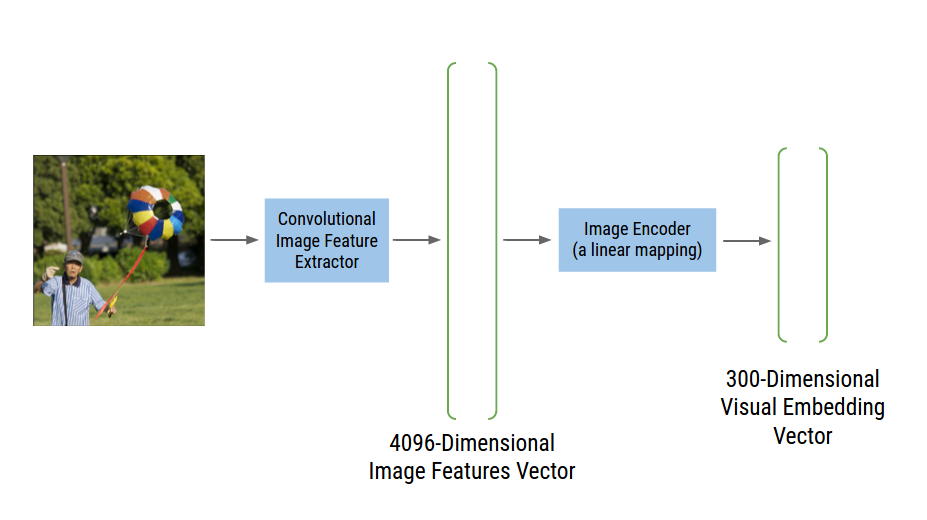 Convolutional
Image Feature
Extractor
Image Encoder
(a linear mapping)
4096-Dimensional
Image Features Vector
300-Dimensional
Visual Embedding
Vector